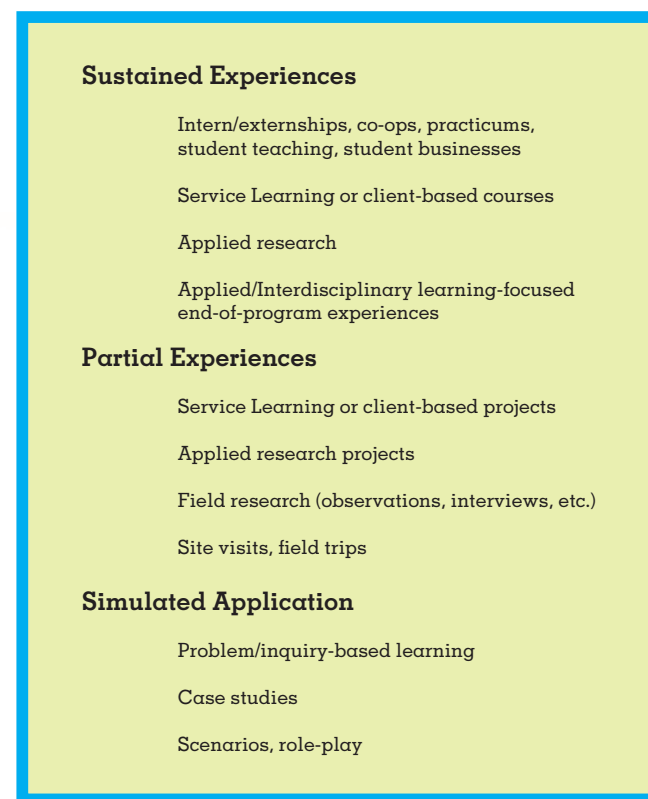 Sustained Experiences
Intern/externships, co-ops, practicums,
student teaching, student businesses
Service Learning or client-based courses
Applied research
Applied/Interdisciplinary learning-focused
end-of-program experiences
Partial Experiences
Service Learning or client-based projects
Applied research projects
Field research (observations, interviews, etc.)
Site visits, field trips
Simulated Application
Problem/inquiry-based learning
Case studies
Scenarios, role-play